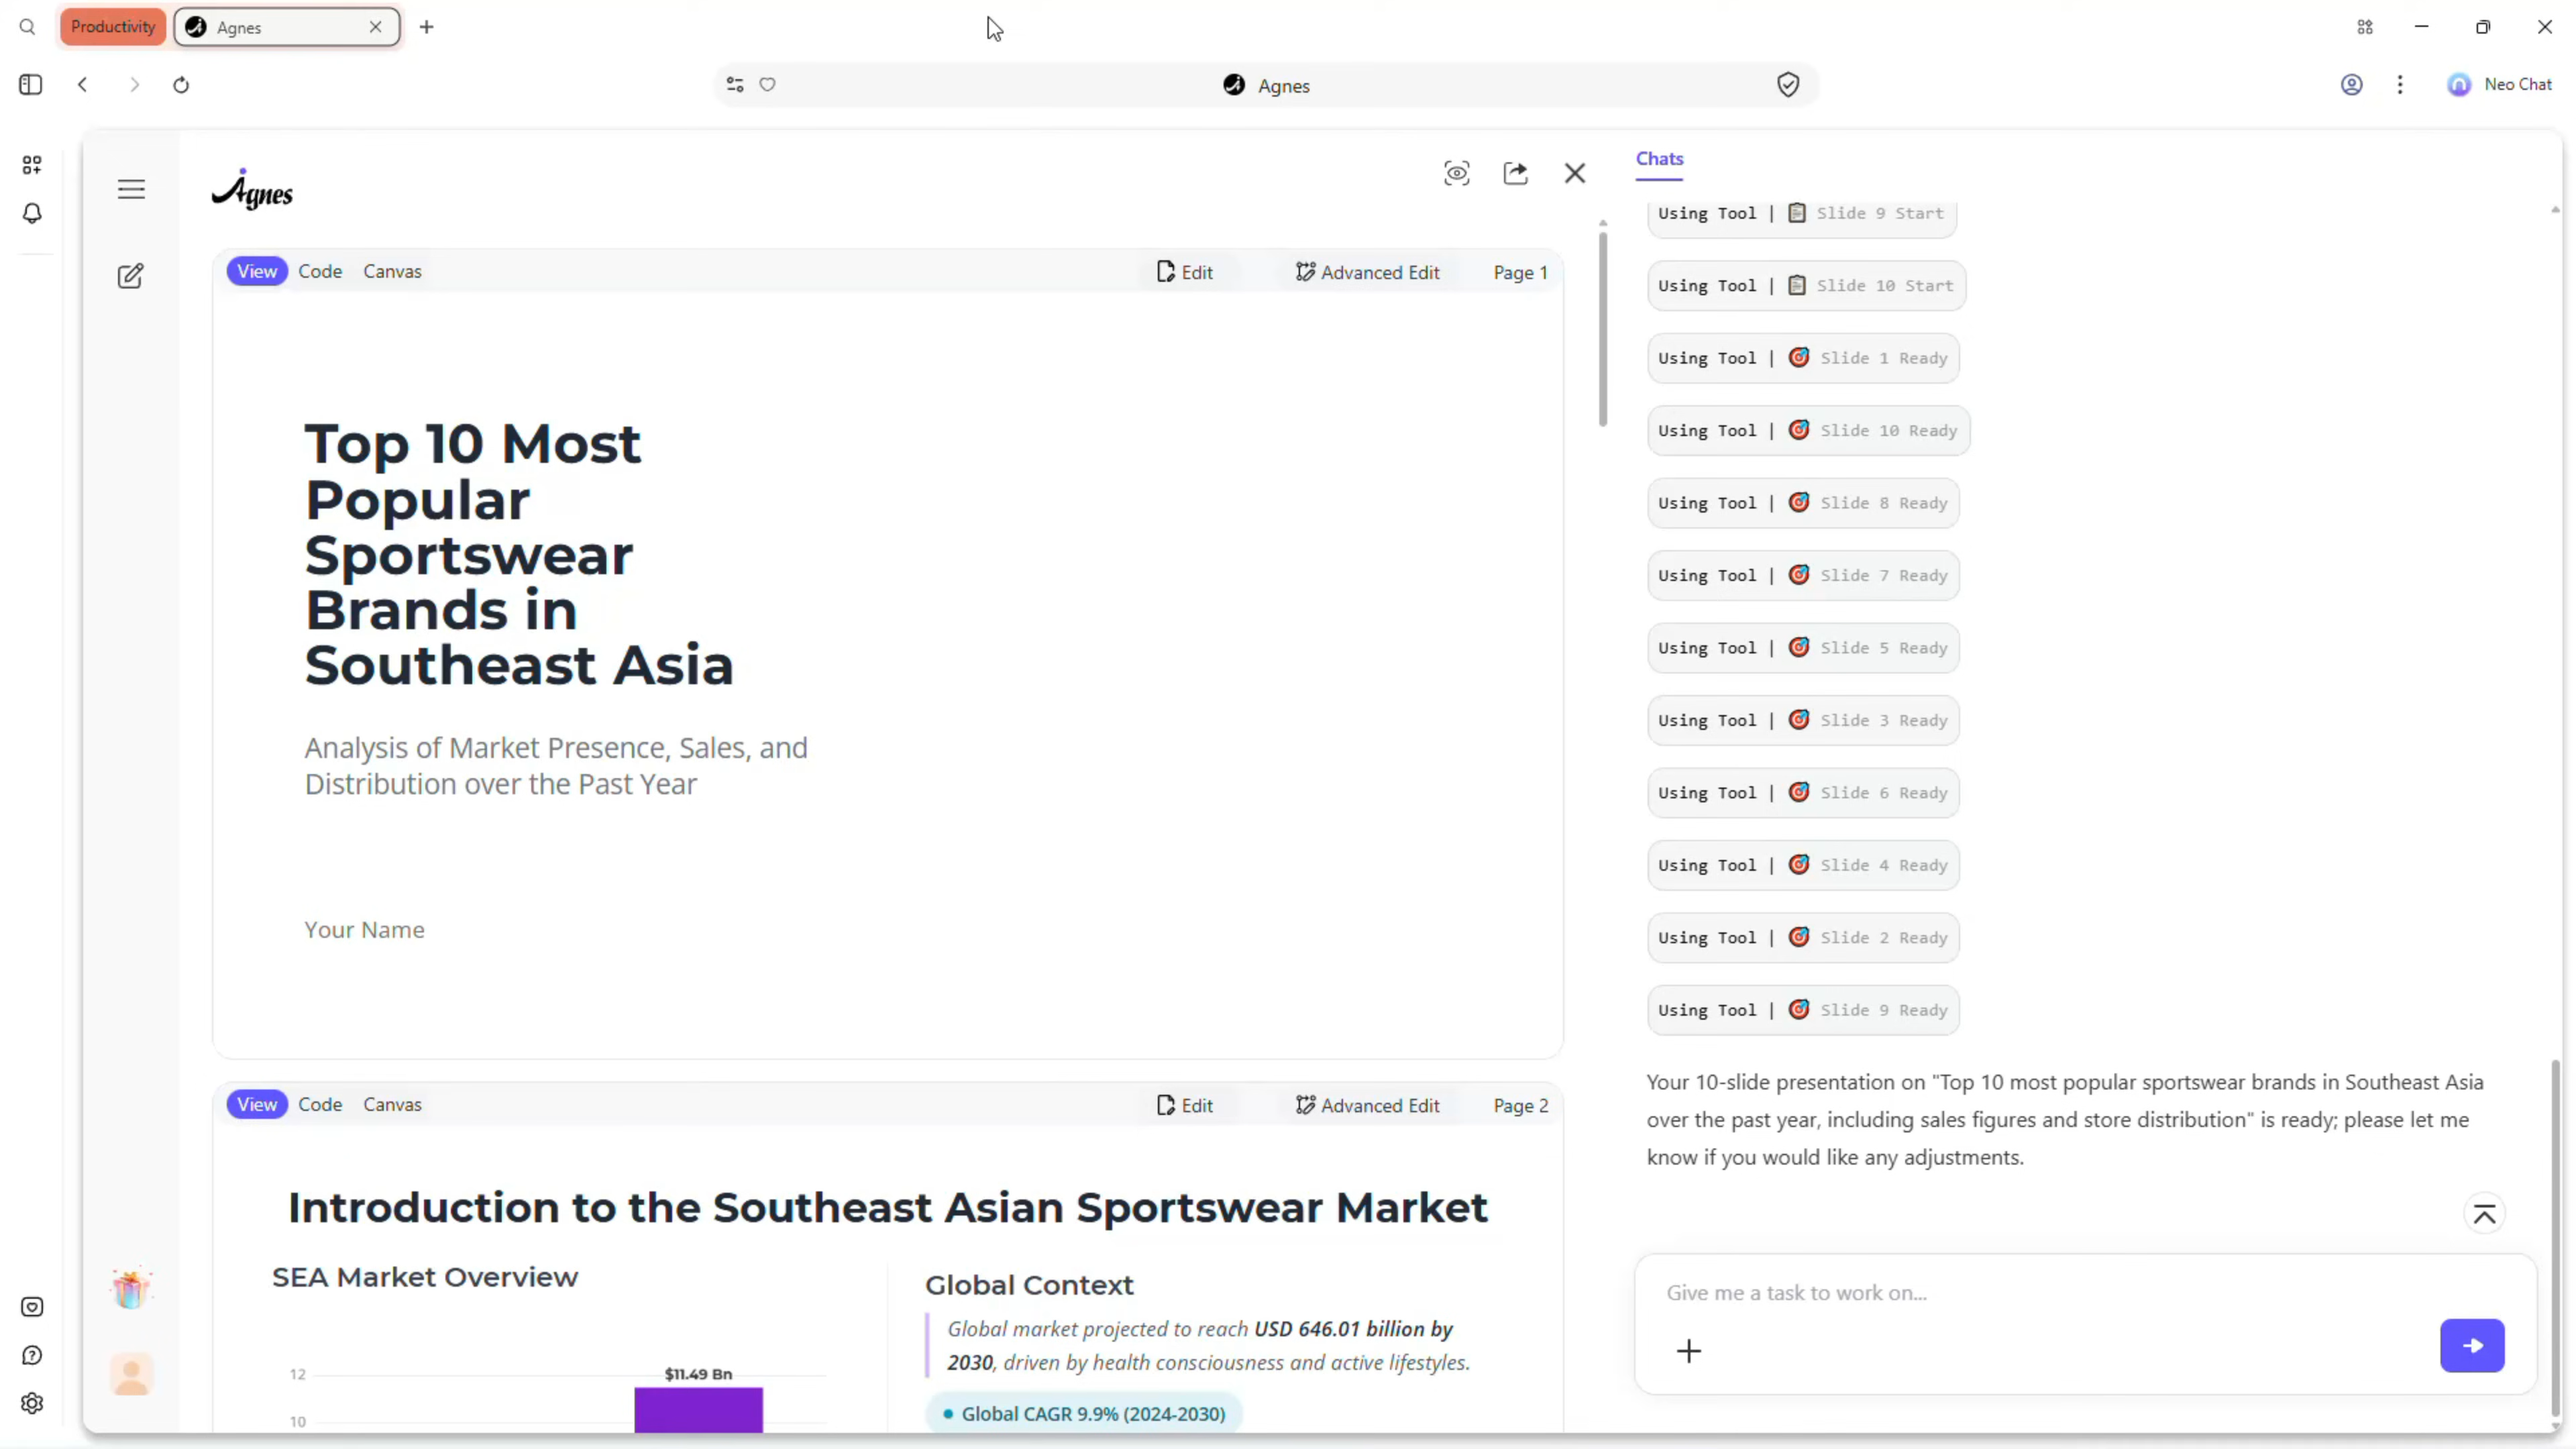 Productivity
Agnes
Agnes
Neo Chat
Agnes
View
Code
Canvas
Edit
Advanced Edit
Page 1
Top 10 Most
Popular
Sportswear
Brands in
Southeast Asia
Analysis of Market Presence, Sales, and
Distribution over the Past Year
Your Name
View
Code
Canvas
Edit
Advanced Edit
Page 2
Introduction to the Southeast Asian Sportswear Market
SEA Market Overview
12
$11.49 Bn
10
Global Context
Global market projected to reach USD 646.01 billion by
2030, driven by health consciousness and active lifestyles.
Global CAGR 9.9% (2024-2030)
Chats
Using Tool | Slide 9 Start
Using Tool | Slide 10 Start
Using Tool | Slide 1 Ready
Using Tool | Slide 10 Ready
Using Tool | Slide 8 Ready
Using Tool | Slide 7 Ready
Using Tool | Slide 5 Ready
Using Tool | Slide 3 Ready
Using Tool | Slide 6 Ready
Using Tool | Slide 4 Ready
Using Tool | Slide 2 Ready
Using Tool | Slide 9 Ready
Your 10-slide presentation on "Top 10 most popular sportswear brands in Southeast Asia
over the past year, including sales figures and store distribution" is ready; please let me
know if you would like any adjustments.
Give me a task to work on...